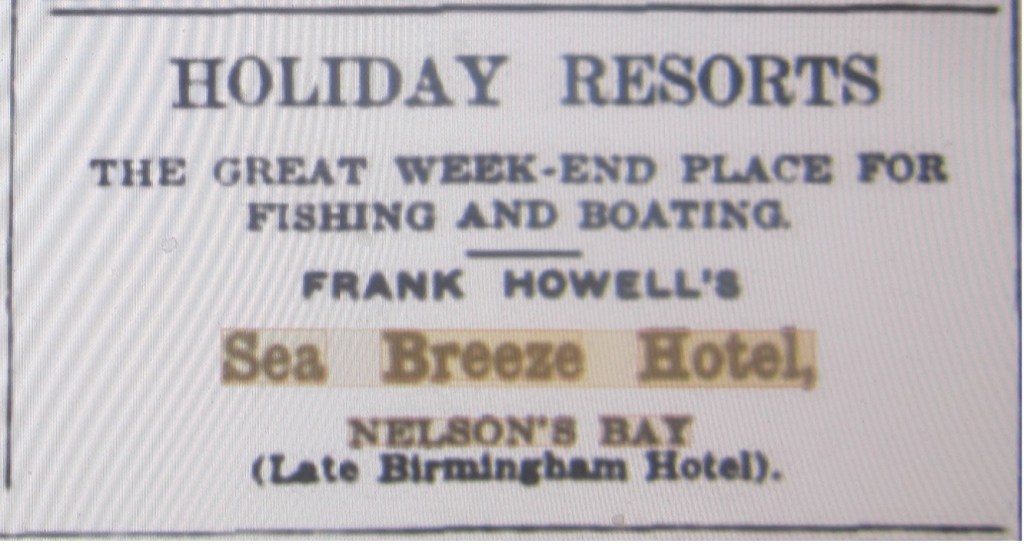 HOLIDAY RESORTS
THE GREAT WEEK-END PLACE FOR
FISHING AND BOATING.
FRANK HOWELL'S
Sea Breeze Hotel,
NELSON'S BAY
(Late Birmingham Hotel).